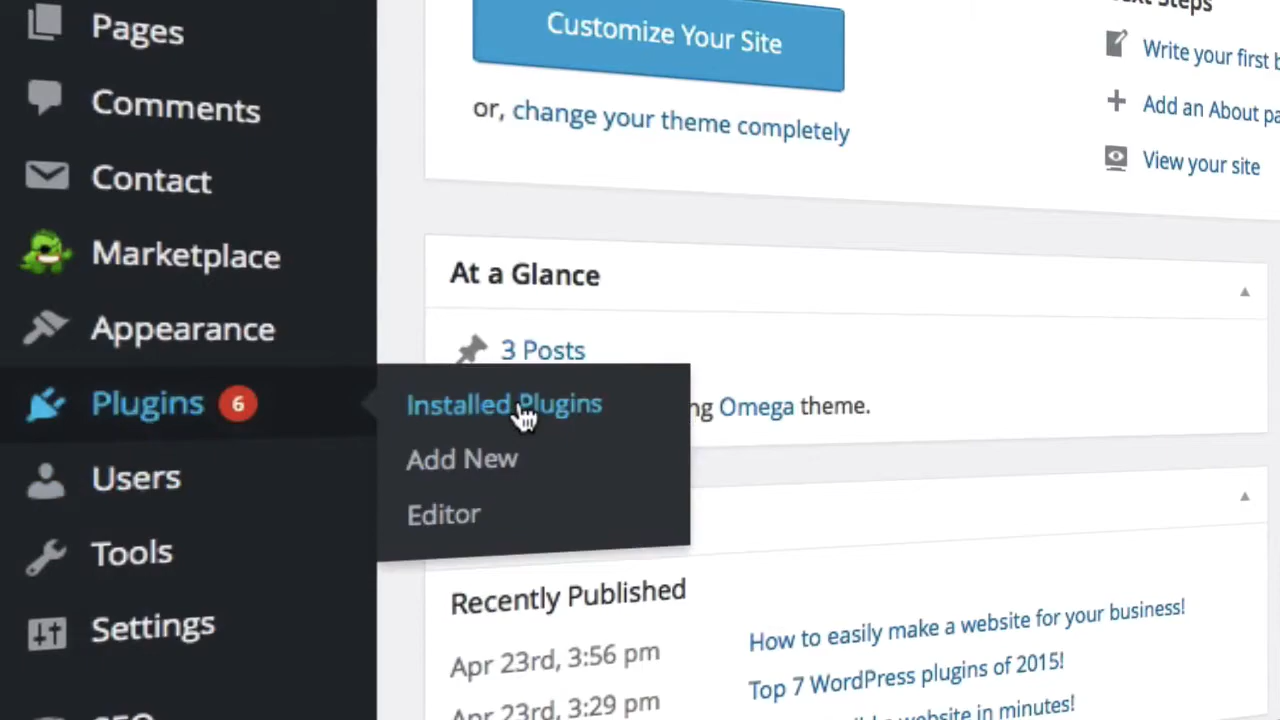 Pages
Comments
Contact
Marketplace
Appearance
Plugins 6
Users
Tools
Settings
Installed Plugins
Add New
Editor
Customize Your Site
or, change your theme completely
Steps
Write your first
Add an About
View your site
At a Glance
3 Posts
Omega theme.
Recently Published
Apr 23rd, 3:56 pm
How to easily make a website for your business!
Apr 23rd, 3:29 pm
Top 7 WordPress plugins of 2015!
website in minutes!